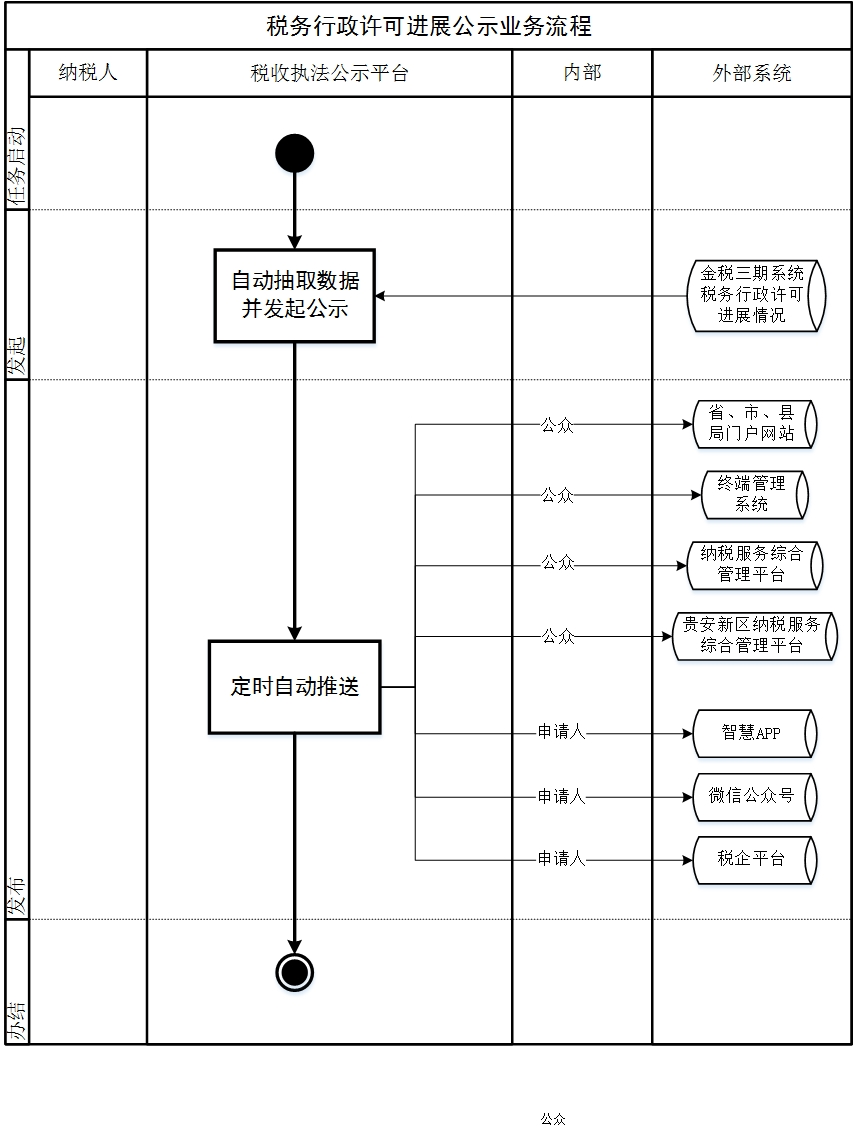 税务行政许可进展公示业务流程
纳税人
税收执法公示平台
内部
外部系统
任务启动
发起
自动抽取数据
并发起公示
金税三期系统
税务行政许可
进展情况
发布
公众
省、市、县
局门户网站
公众
终端管理
系统
公众
纳税服务综合
管理平台
公众
贵安新区纳税服务
综合管理平台
定时自动推送
申请人
智慧APP
申请人
微信公众号
申请人
税企平台
办结
公众